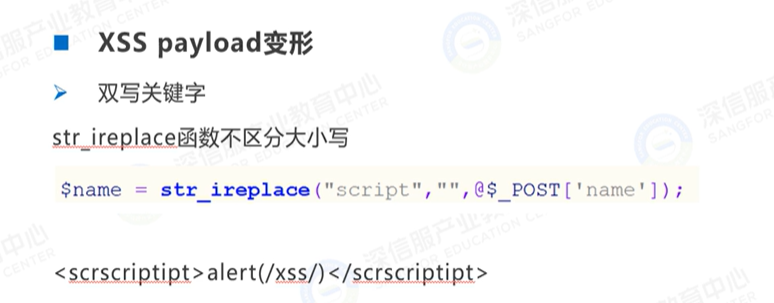 XSS payload变形
双写关键字
str_ireplace函数不区分大小写
$name = str_ireplace("script","",@$_POST['name']);
<scrscriptipt>alert(/xss/)</scrscriptipt>
深信服产业教育中心
SANGFOR EDUCATION CENTER